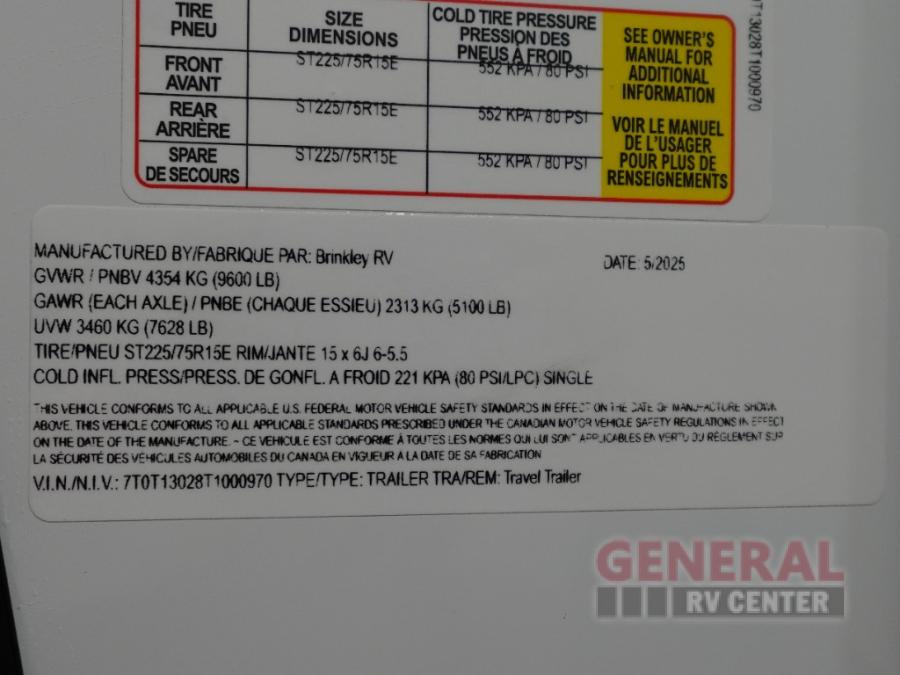 TIRE SIZE COLD TIRE PRESSURE
PNEU DIMENSIONS PRESSION DES
PNEUS À FROID
FRONT ST225/75R15E 552 KPA / 80 PSI
AVANT
REAR ST225/75R15E 552 KPA / 80 PSI
ARRIÈRE
SPARE ST225/75R15E 552 KPA / 80 PSI
DE SECOURS
SEE OWNER'S
MANUAL FOR
ADDITIONAL
INFORMATION
VOIR LE MANUEL
DE L'USAGER
POUR PLUS DE
RENSEIGNEMENTS
T13028T1000970
MANUFACTURED BY/FABRIQUE PAR: Brinkley RV DATE: 5/2025
GVWR / PNBV 4354 KG (9600 LB)
GAWR (EACH AXLE) / PNBE (CHAQUE ESSIEU) 2313 KG (5100 LB)
UVW 3460 KG (7628 LB)
TIRE/PNEU ST225/75R15E RIM/JANTE 15 x 6J 6-5.5
COLD INFL. PRESS/PRESS. DE GONFL. A FROID 221 KPA (80 PSI/LPC) SINGLE
THIS VEHICLE CONFORMS TO ALL APPLICABLE U.S. FEDERAL MOTOR VEHICLE SAFETY STANDARDS IN EFFECT ON THE DATE OF MANUFACTURE SHOWN
ABOVE. THIS VEHICLE CONFORMS TO ALL APPLICABLE STANDARDS PRESCRIBED UNDER THE CANADIAN MOTOR VEHICLE SAFETY REGULATIONS IN EFFECT
ON THE DATE OF THE MANUFACTURE. - CE VEHICULE EST CONFORME À TOUTES LES NORMES QUI LUI SONT APPLICABLES EN VERTU DU RÈGLEMENT SUR
LA SÉCURITÉ DES VÉHICULES AUTOMOBILES DU CANADA EN VIGUEUR À LA DATE DE SA FABRICATION
V.I.N./N.I.V.: 7T0T13028T1000970 TYPE/TYPE: TRAILER TRA/REM: Travel Trailer
GENERAL
RV CENTER